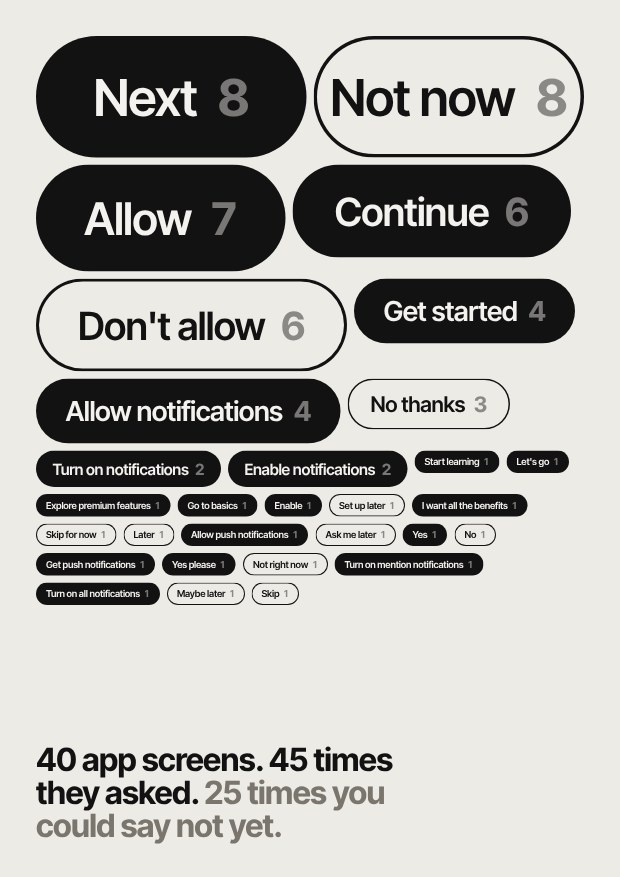 Next 8 Not now 8
Allow 7 Continue 6
Don't allow 6 Get started 4
Allow notifications 4 No thanks 3
Turn on notifications 2 Enable notifications 2 Start learning 1 Let's go 1
Explore premium features 1 Go to basics 1 Enable 1 Set up later 1 I want all the benefits 1
Skip for now 1 Later 1 Allow push notifications 1 Ask me later 1 Yes 1 No 1
Get push notifications 1 Yes please 1 Not right now 1 Turn on mention notifications 1
Turn on all notifications 1 Maybe later 1 Skip 1
40 app screens. 45 times
they asked. 25 times you
could say not yet.